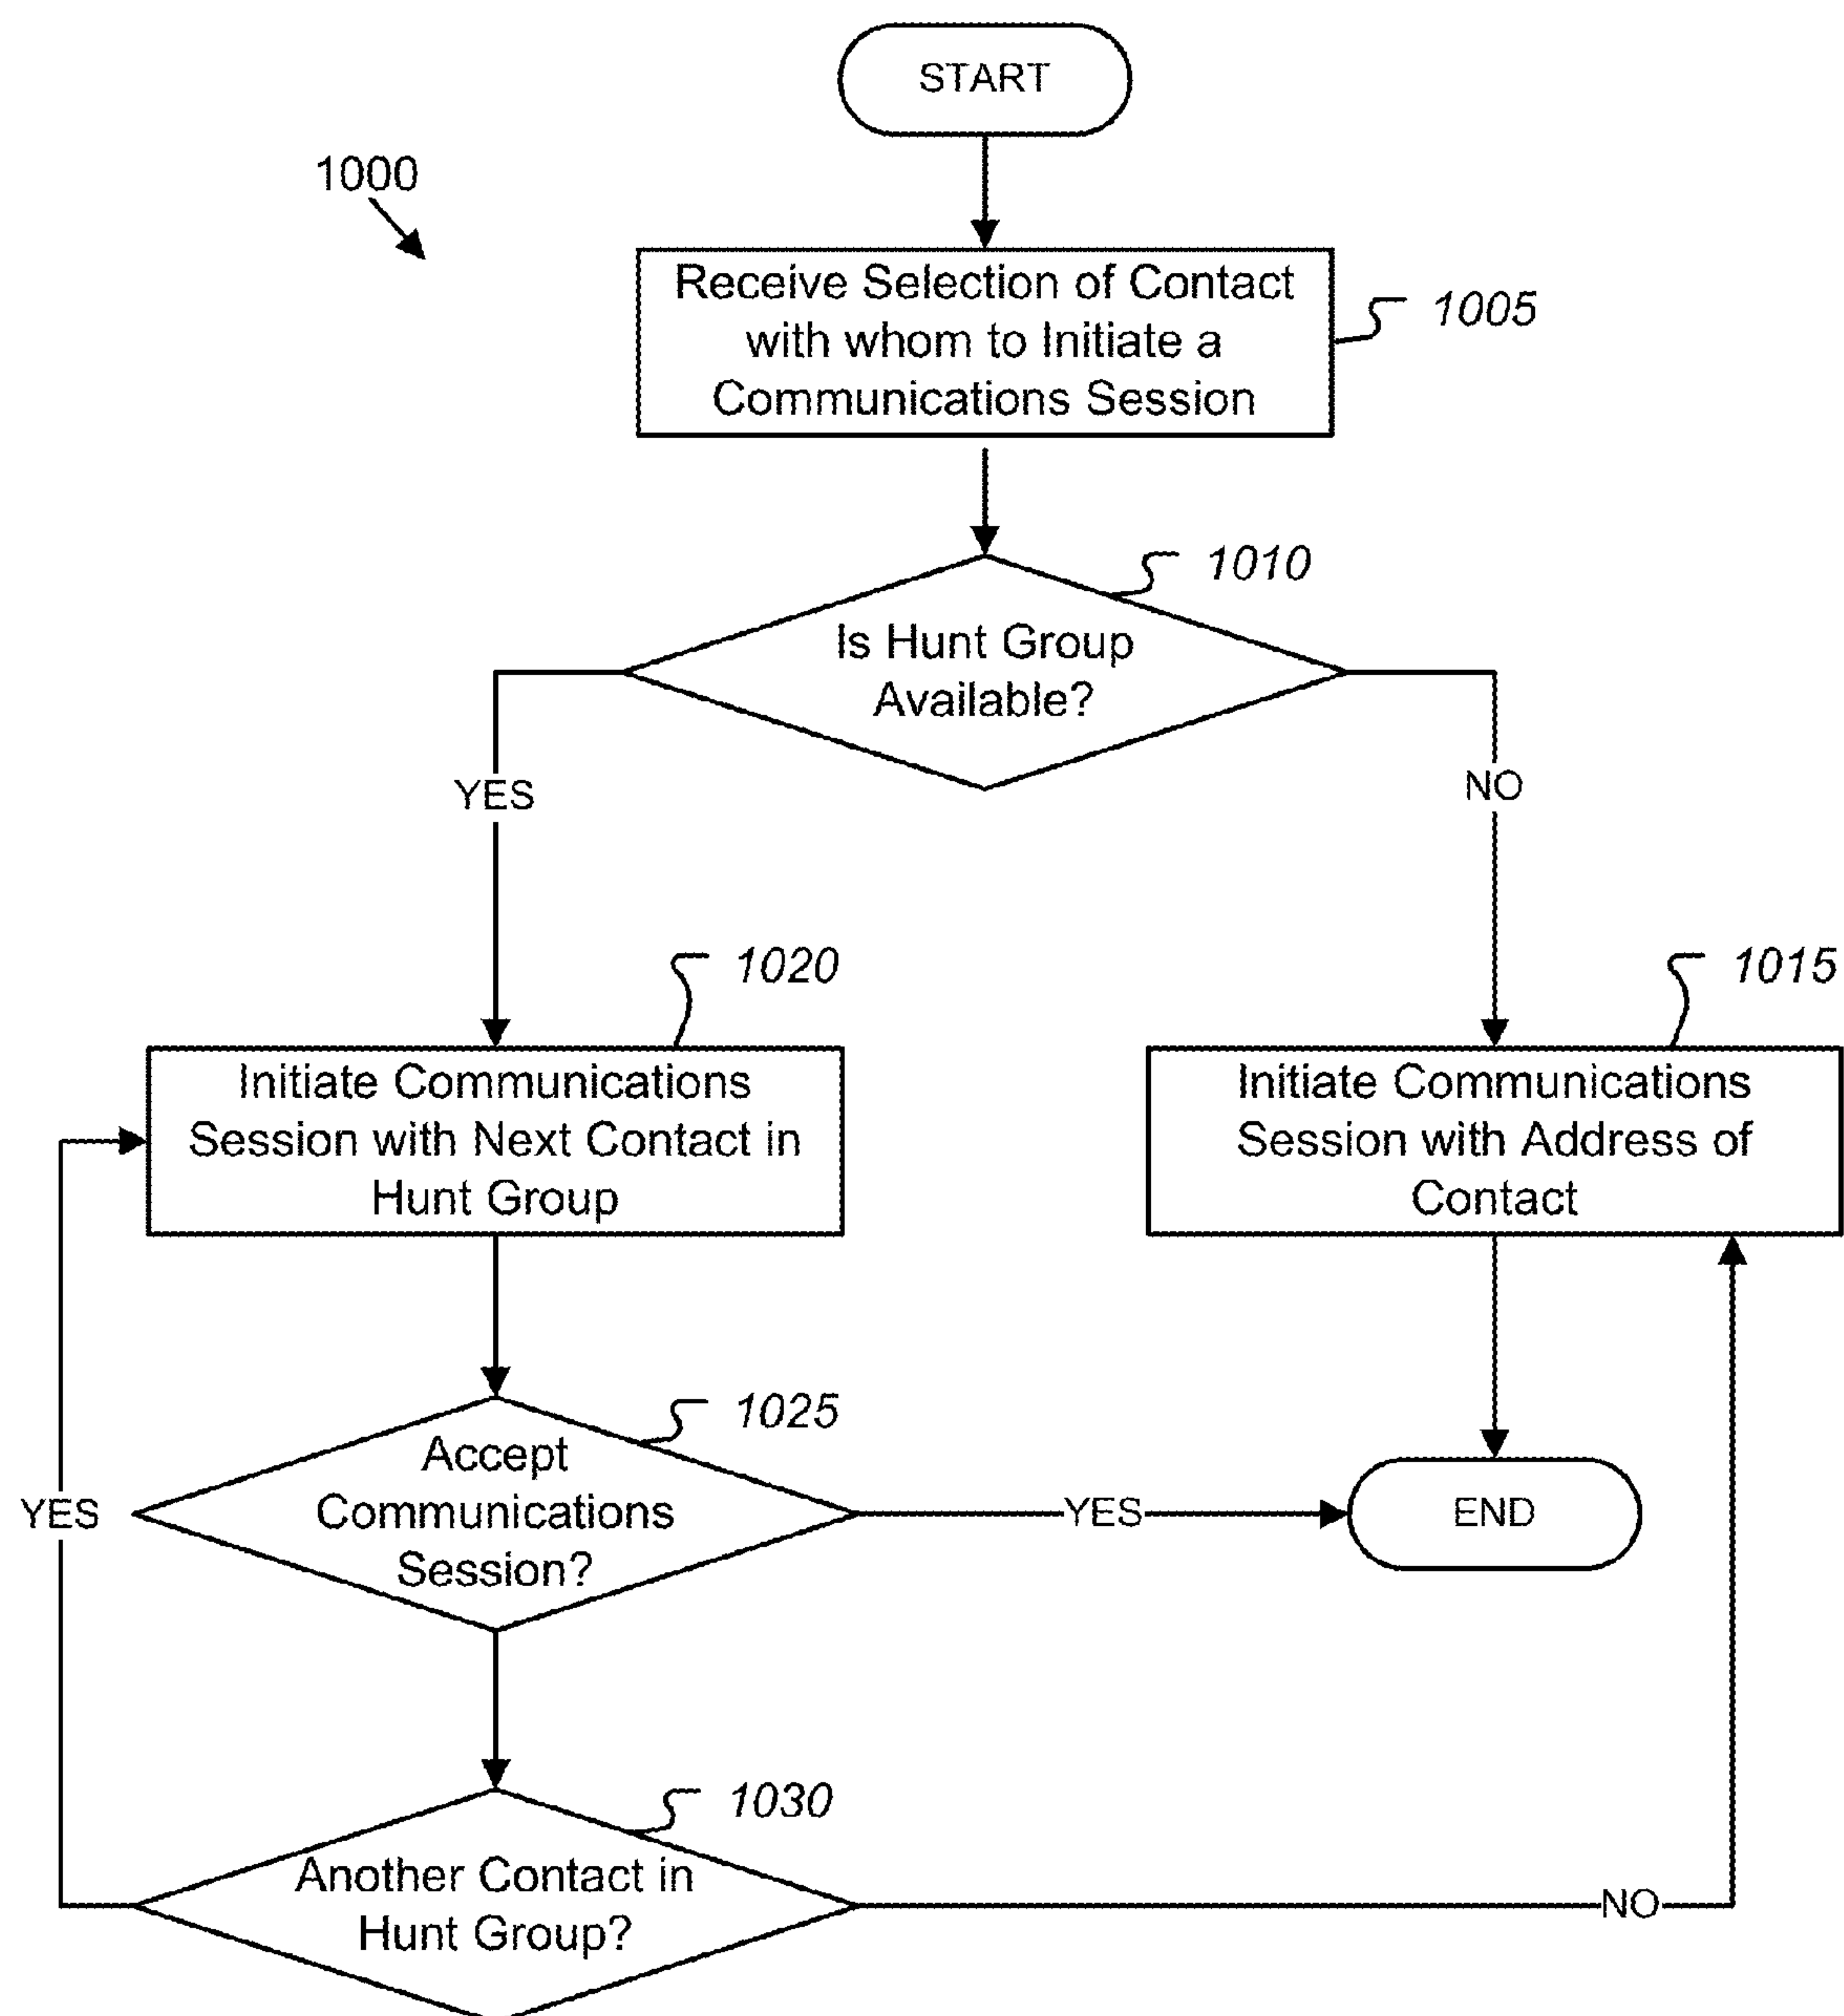 START
1000
Receive Selection of Contact
with whom to Initiate a
Communications Session
1005
1010
Is Hunt Group
Available?
YES
NO
1020
1015
Initiate Communications
Session with Next Contact in
Hunt Group
Initiate Communications
Session with Address of
Contact
1025
Accept
Communications
Session?
YES
YES
END
1030
Another Contact in
Hunt Group?
NO